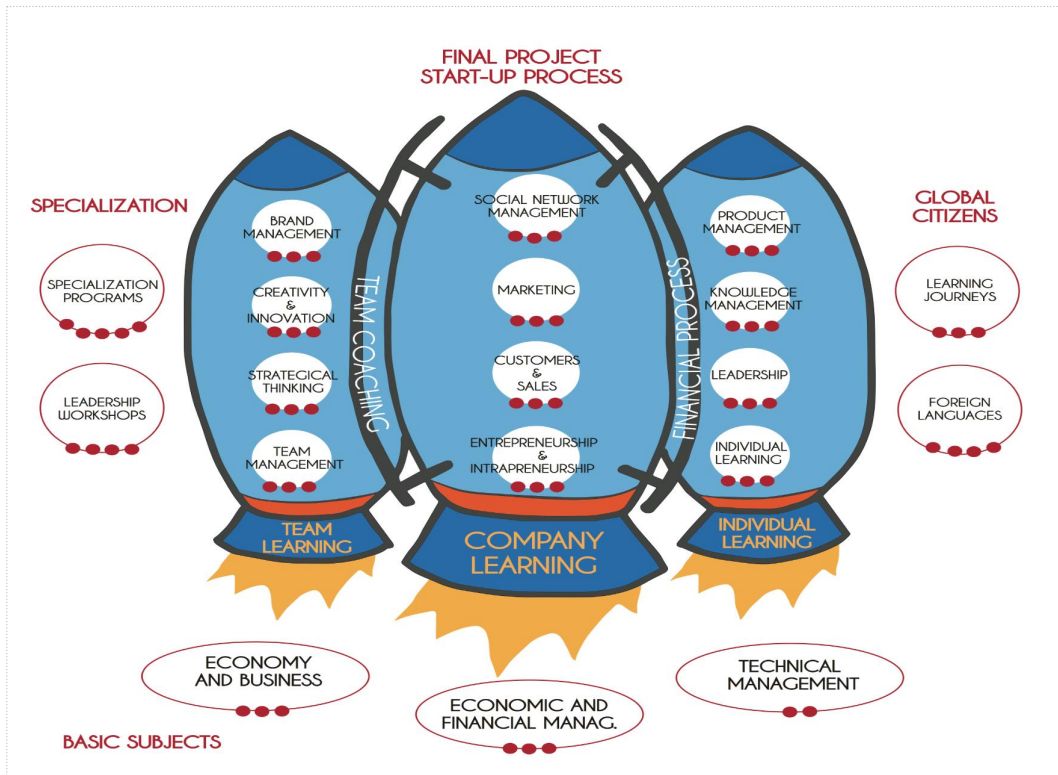 FINAL PROJECT
START-UP PROCESS
SPECIALIZATION
SPECIALIZATION
PROGRAMS
LEADERSHIP
WORKSHOPS
BRAND
MANAGEMENT
CREATIVITY
&
INNOVATION
STRATEGICAL
THINKING
TEAM
MANAGEMENT
TEAM
LEARNING
TEAM COACHING
SOCIAL NETWORK
MANAGEMENT
MARKETING
CUSTOMERS
&
SALES
ENTREPRENEURSHIP
&
INTRAPRENEURSHIP
COMPANY
LEARNING
FINANCIAL PROCESS
PRODUCT
MANAGEMENT
KNOWLEDGE
MANAGEMENT
LEADERSHIP
INDIVIDUAL
LEARNING
INDIVIDUAL
LEARNING
GLOBAL
CITIZENS
LEARNING
JOURNEYS
FOREIGN
LANGUAGES
ECONOMY
AND BUSINESS
ECONOMIC AND
FINANCIAL MANAG.
TECHNICAL
MANAGEMENT
BASIC SUBJECTS